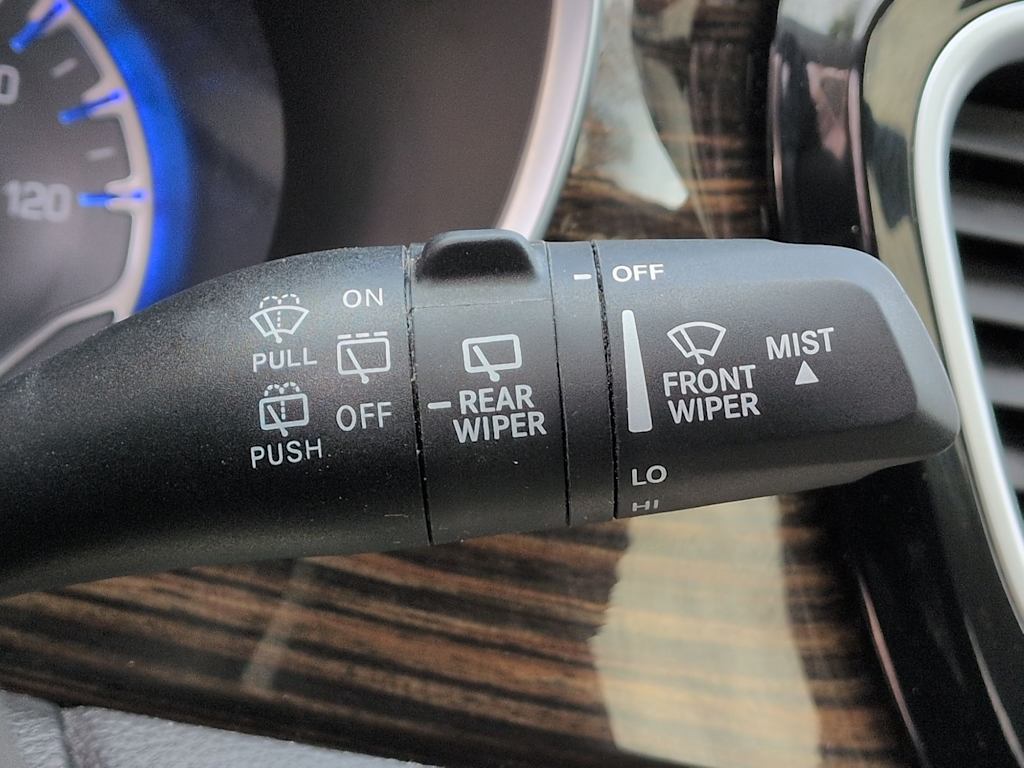 120
ON
PULL
OFF
PUSH
REAR
WIPER
OFF
FRONT
WIPER
MIST
LO
HI